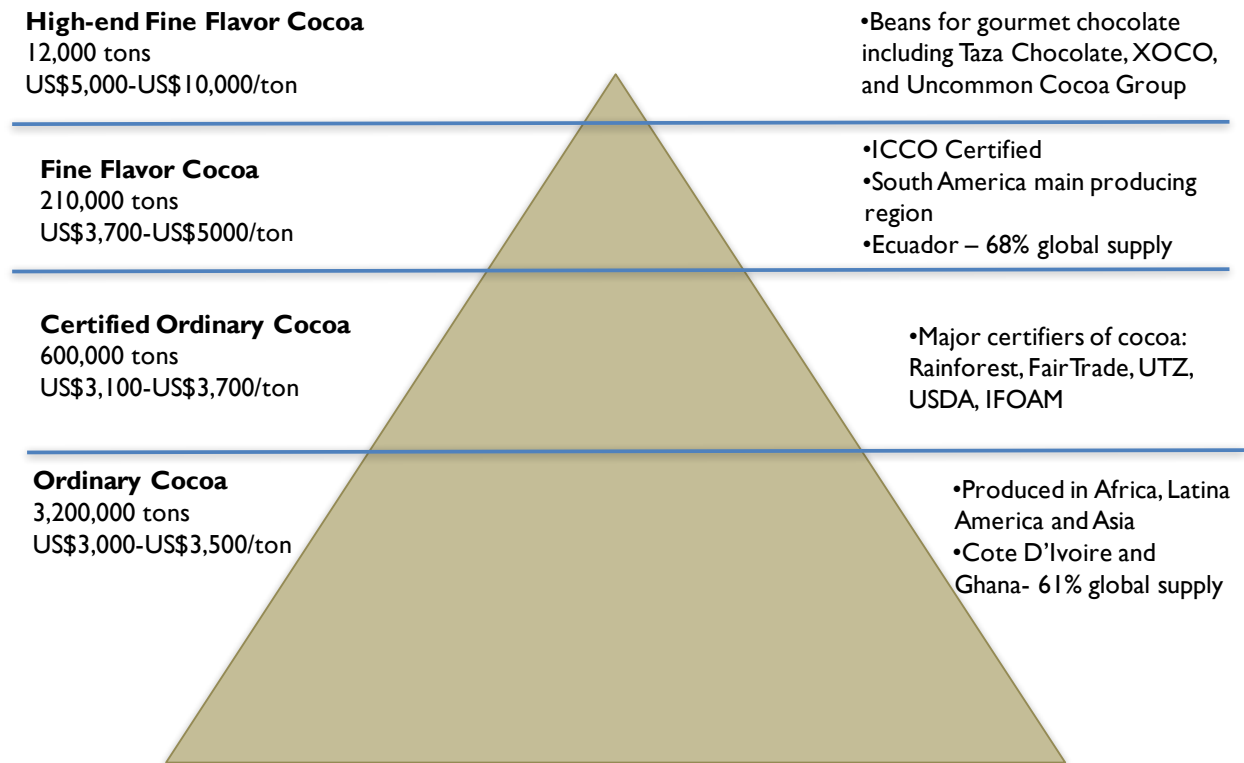 High-end Fine Flavor Cocoa
12,000 tons
US$5,000-US$10,000/ton
•Beans for gourmet chocolate
including Taza Chocolate, XOCO,
and Uncommon Cocoa Group
Fine Flavor Cocoa
210,000 tons
US$3,700-US$5000/ton
•ICCO Certified
•South America main producing
region
•Ecuador – 68% global supply
Certified Ordinary Cocoa
600,000 tons
US$3,100-US$3,700/ton
•Major certifiers of cocoa:
Rainforest, FairTrade, UTZ,
USDA, IFOAM
Ordinary Cocoa
3,200,000 tons
US$3,000-US$3,500/ton
•Produced in Africa, Latina
America and Asia
•Cote D'Ivoire and
Ghana- 61% global supply